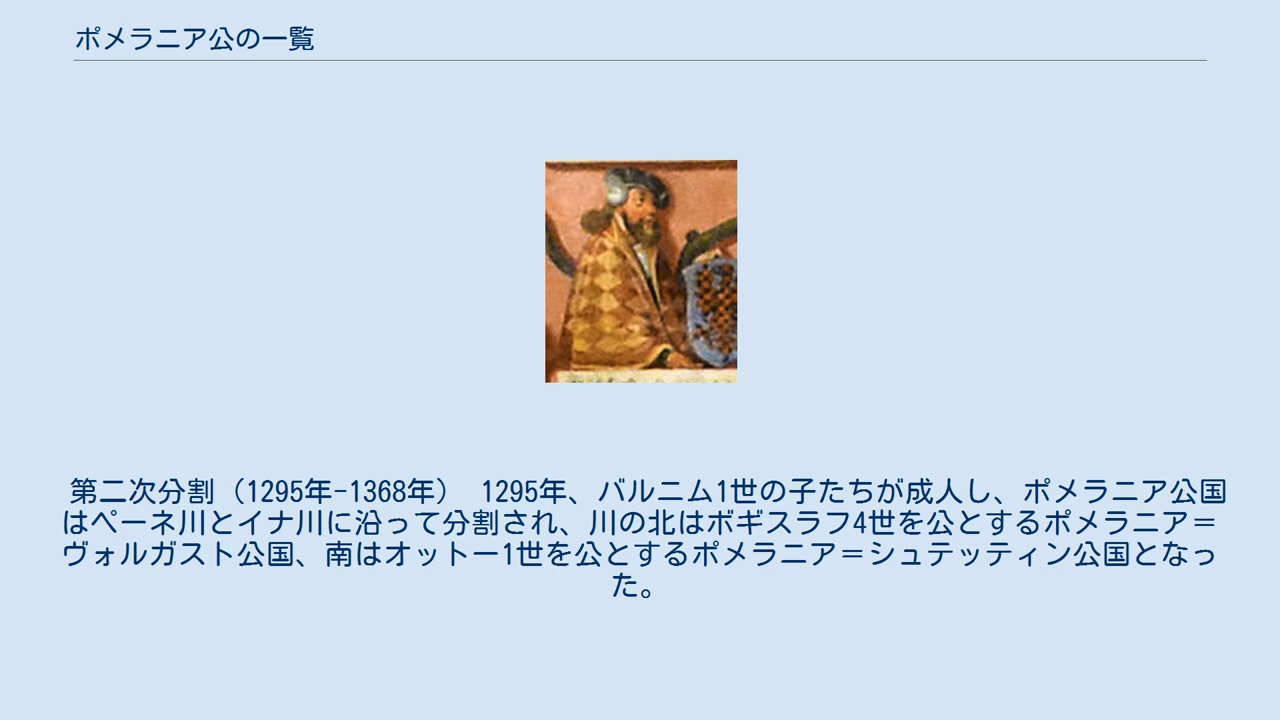 ポメラニア公の一覧
第二次分割（1295年-1368年） 1295年、バルニム1世の子たちが成人し、ポメラニア公国
はペーネ川とイナ川に沿って分割され、川の北はボギスラフ4世を公とするポメラニア＝
ヴォルガスト公国、南はオットー1世を公とするポメラニア＝シュテッティン公国となっ
た。